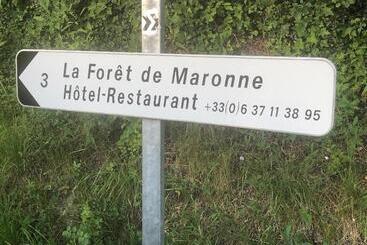 3 La Forêt de Maronne
Hôtel-Restaurant +33(0)6 37 11 38 95